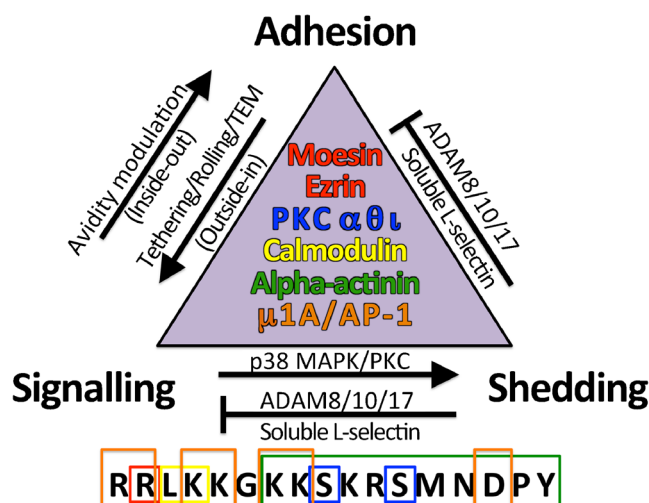 Adhesion
Avidity modulation
(Inside-out)
Tethering/Rolling/TEM
(Outside-in)
ADAM8/10/17
Soluble L-selectin
Moesin
Ezrin
PKC α θ ι
Calmodulin
Alpha-actinin
μ1A/AP-1
Signalling
p38 MAPK/PKC
ADAM8/10/17
Soluble L-selectin
Shedding
RRLKKGKKSKRSMNDPY